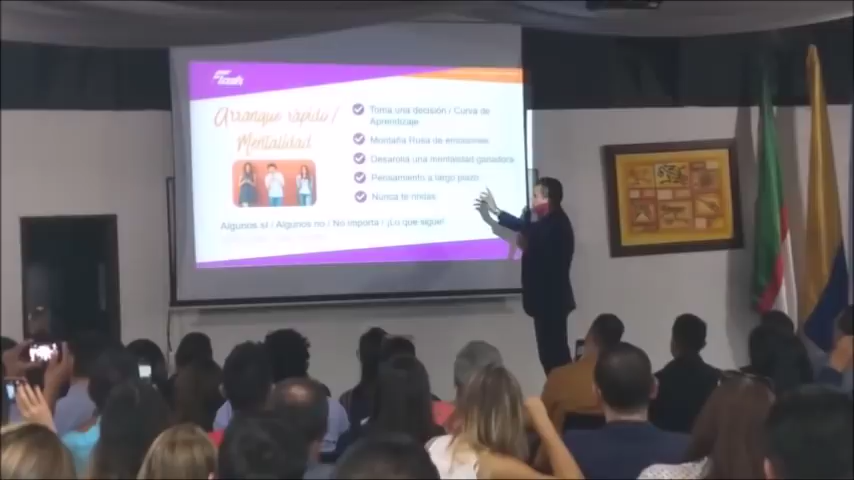 Arranque rápido /
Mentalidad
Toma una decisión / Curva de
Aprendizaje
Montaña Rusa de emociones
Desarolla una mentalidad ganadora
Pensamiento a largo plazo
Nunca te rindas
Algunos sí / Algunos no / No importa / ¡Lo que sigue!